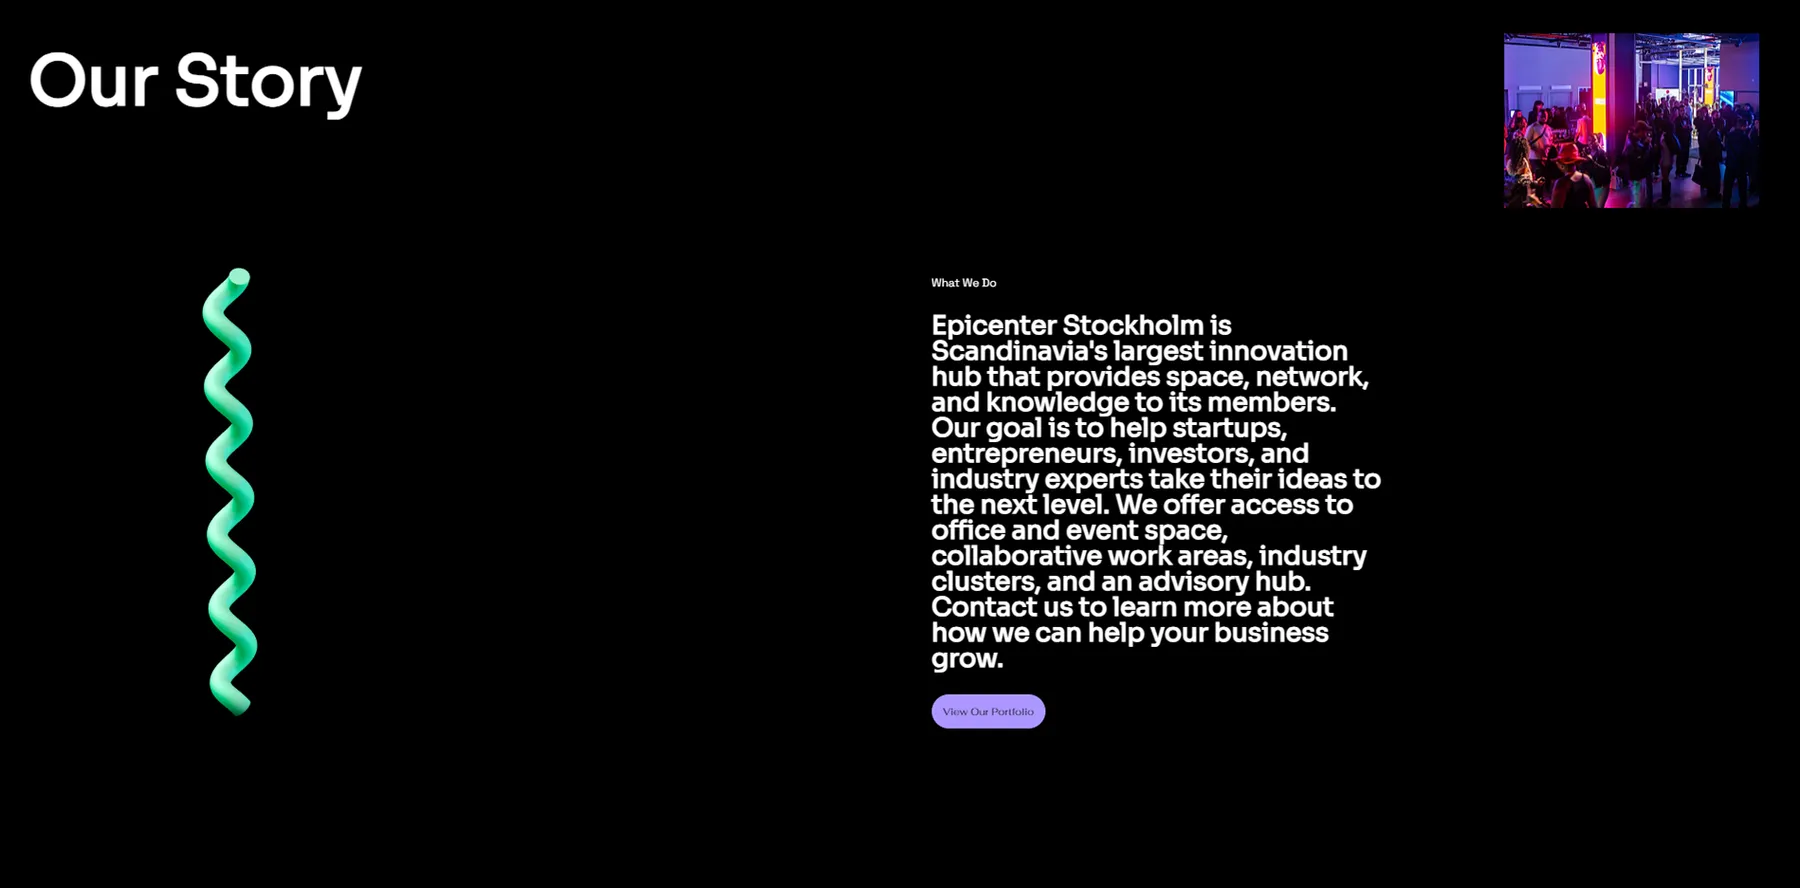 Our Story
What We Do
Epicenter Stockholm is
Scandinavia's largest innovation
hub that provides space, network,
and knowledge to its members.
Our goal is to help startups,
entrepreneurs, investors, and
industry experts take their ideas to
the next level. We offer access to
office and event space,
collaborative work areas, industry
clusters, and an advisory hub.
Contact us to learn more about
how we can help your business
grow.
View Our Portfolio